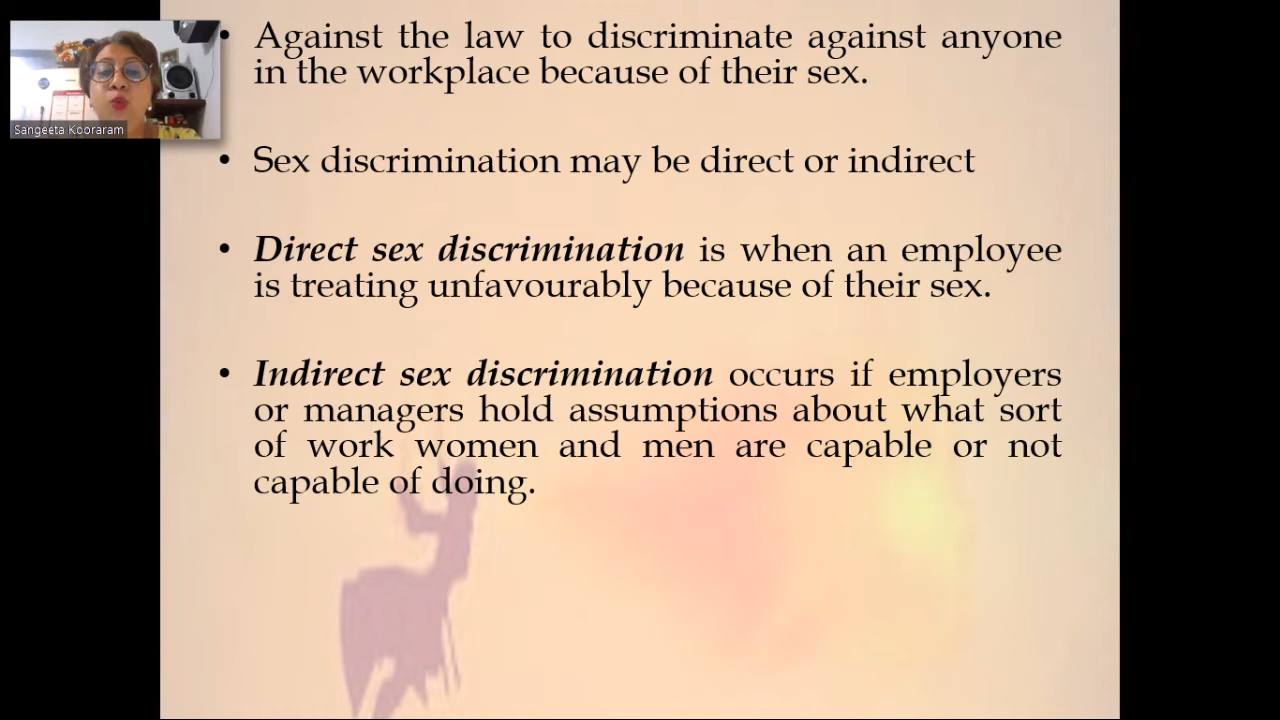 • Against the law to discriminate against anyone
in the workplace because of their sex.
Sangeeta Kooraram
• Sex discrimination may be direct or indirect
• Direct sex discrimination is when an employee
is treating unfavourably because of their sex.
• Indirect sex discrimination occurs if employers
or managers hold assumptions about what sort
of work women and men are capable or not
capable of doing.